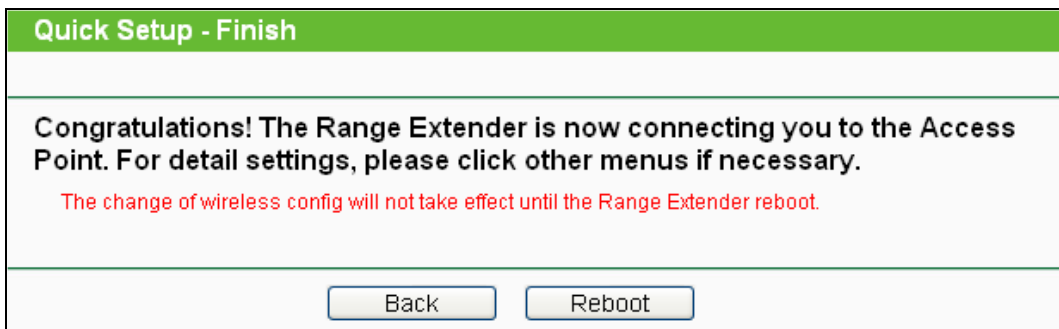 Quick Setup - Finish
Congratulations! The Range Extender is now connecting you to the Access
Point. For detail settings, please click other menus if necessary.
The change of wireless config will not take effect until the Range Extender reboot.
Back Reboot